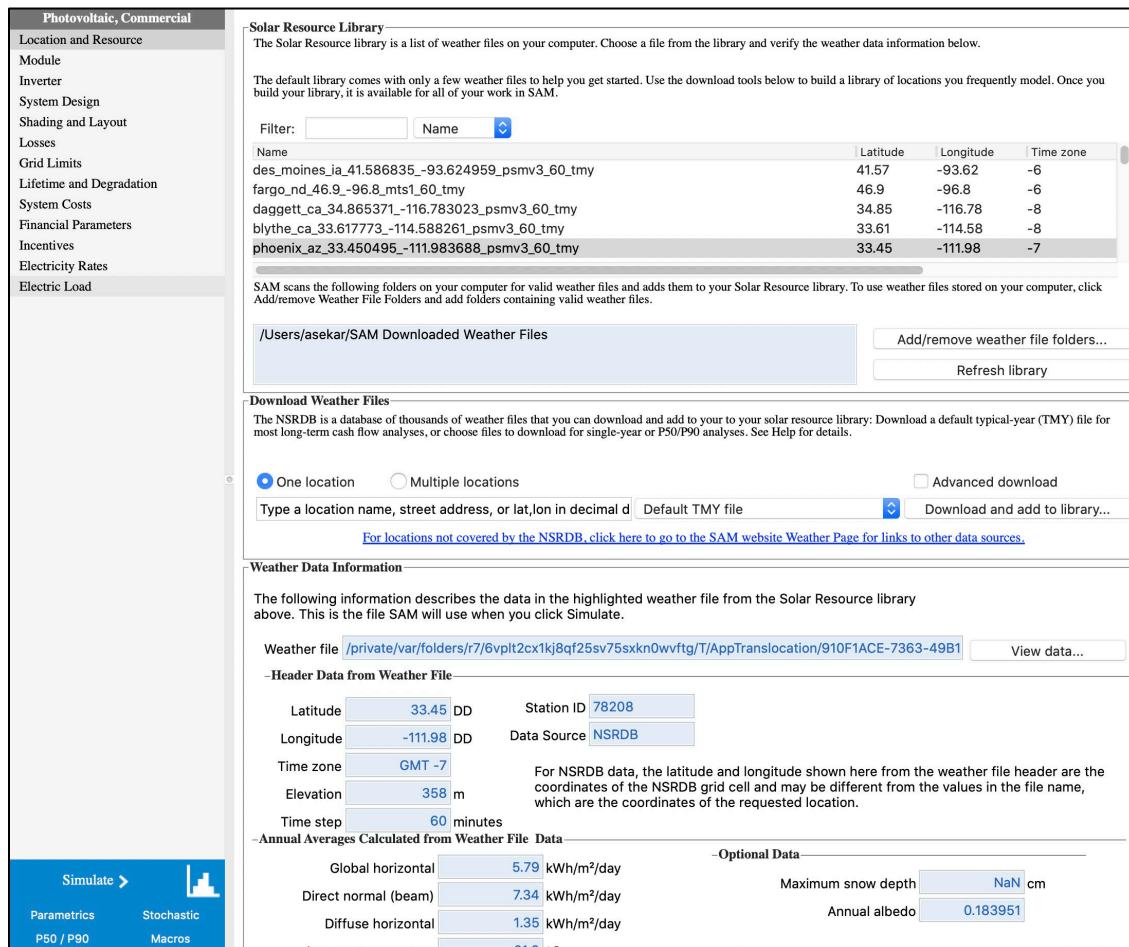 Photovoltaic, Commercial
Location and Resource
Module
Inverter
System Design
Shading and Layout
Losses
Grid Limits
Lifetime and Degradation
System Costs
Financial Parameters
Incentives
Electricity Rates
Electric Load
Simulate >
Parametrics Stochastic
P50 / P90 Macros
Solar Resource Library
The Solar Resource library is a list of weather files on your computer. Choose a file from the library and verify the weather data information below.
The default library comes with only a few weather files to help you get started. Use the download tools below to build a library of locations you frequently model. Once you
build your library, it is available for all of your work in SAM.
Filter: Name
Name Latitude Longitude Time zone
des_moines_ia_41.586835_-93.624959_psmv3_60_tmy 41.57 -93.62 -6
fargo_nd_46.9_-96.8_mts1_60_tmy 46.9 -96.8 -6
daggett_ca_34.865371_-116.783023_psmv3_60_tmy 34.85 -116.78 -8
blythe_ca_33.617773_-114.588261_psmv3_60_tmy 33.61 -114.58 -8
phoenix_az_33.450495_-111.983688_psmv3_60_tmy 33.45 -111.98 -7
SAM scans the following folders on your computer for valid weather files and adds them to your Solar Resource library. To use weather files stored on your computer, click
Add/remove Weather File Folders and add folders containing valid weather files.
/Users/asekar/SAM Downloaded Weather Files
Add/remove weather file folders...
Refresh library
Download Weather Files
The NSRDB is a database of thousands of weather files that you can download and add to your to your solar resource library: Download a default typical-year (TMY) file for
most long-term cash flow analyses, or choose files to download for single-year or P50/P90 analyses. See Help for details.
One location Multiple locations Advanced download
Type a location name, street address, or lat,lon in decimal d Default TMY file Download and add to library...
For locations not covered by the NSRDB, click here to go to the SAM website Weather Page for links to other data sources.
Weather Data Information
The following information describes the data in the highlighted weather file from the Solar Resource library
above. This is the file SAM will use when you click Simulate.
Weather file /private/var/folders/r7/6vplt2cx1kj8qf25sv75sxkn0wvftg/T/AppTranslocation/910F1ACE-7363-49B1 View data...
Header Data from Weather File
Latitude 33.45 DD Station ID 78208
Longitude -111.98 DD Data Source NSRDB
Time zone GMT -7
Elevation 358 m
Time step 60 minutes
For NSRDB data, the latitude and longitude shown here from the weather file header are the
coordinates of the NSRDB grid cell and may be different from the values in the file name,
which are the coordinates of the requested location.
Annual Averages Calculated from Weather File Data
Global horizontal 5.79 kWh/m²/day
Direct normal (beam) 7.34 kWh/m²/day
Diffuse horizontal 1.35 kWh/m²/day
Optional Data
Maximum snow depth NaN cm
Annual albedo 0.183951